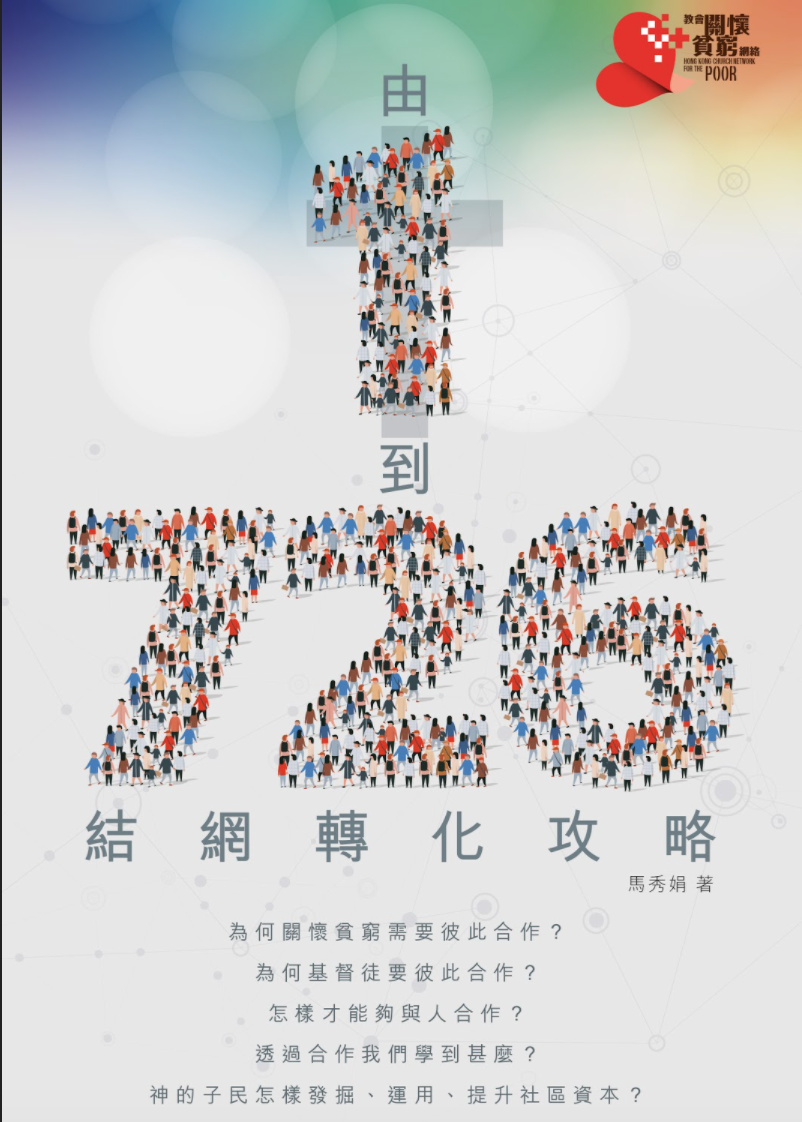 教會關懷
貧窮網絡
HONG KONG CHURCH NETWORK
FOR THE POOR
由
1
到
726
結網轉化攻略
馬秀娟 著
為何關懷貧窮需要彼此合作？
為何基督徒要彼此合作？
怎樣才能夠與人合作？
透過合作我們學到甚麼？
神的子民怎樣發掘、運用、提升社區資本？